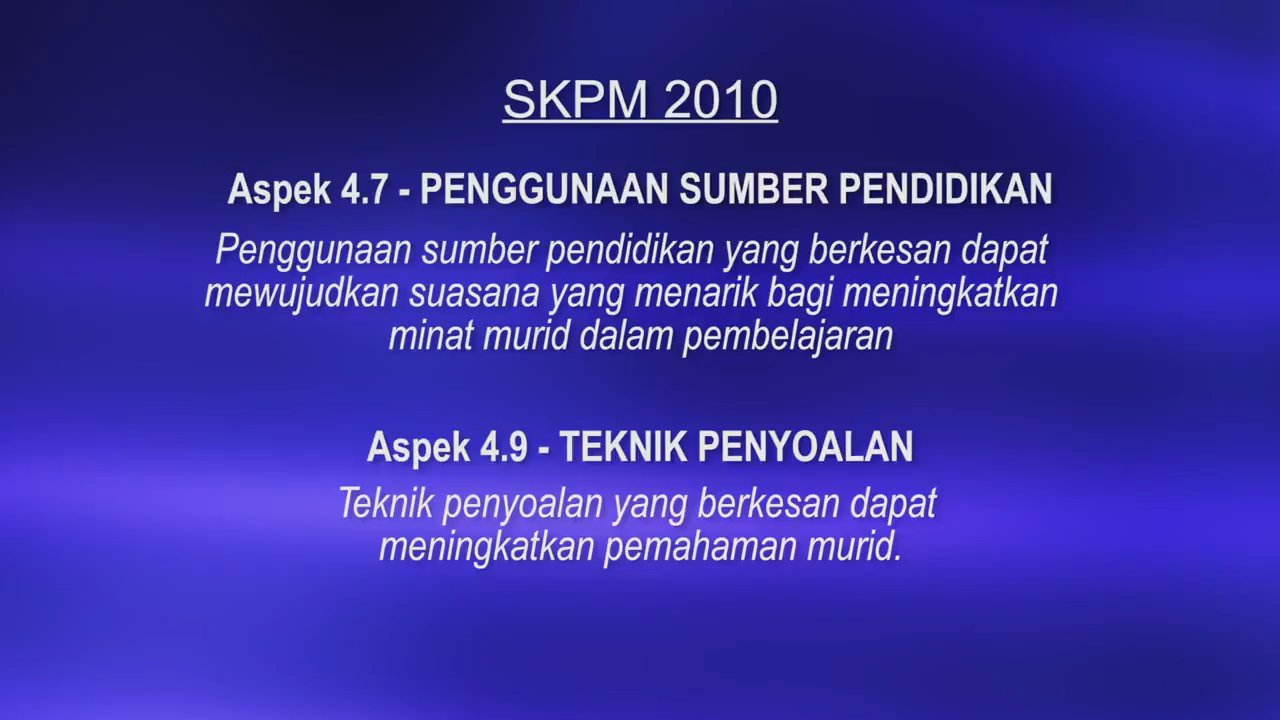 SKPM 2010
Aspek 4.7 - PENGGUNAAN SUMBER PENDIDIKAN
Penggunaan sumber pendidikan yang berkesan dapat
mewujudkan suasana yang menarik bagi meningkatkan
minat murid dalam pembelajaran
Aspek 4.9 - TEKNIK PENYOALAN
Teknik penyoalan yang berkesan dapat
meningkatkan pemahaman murid.